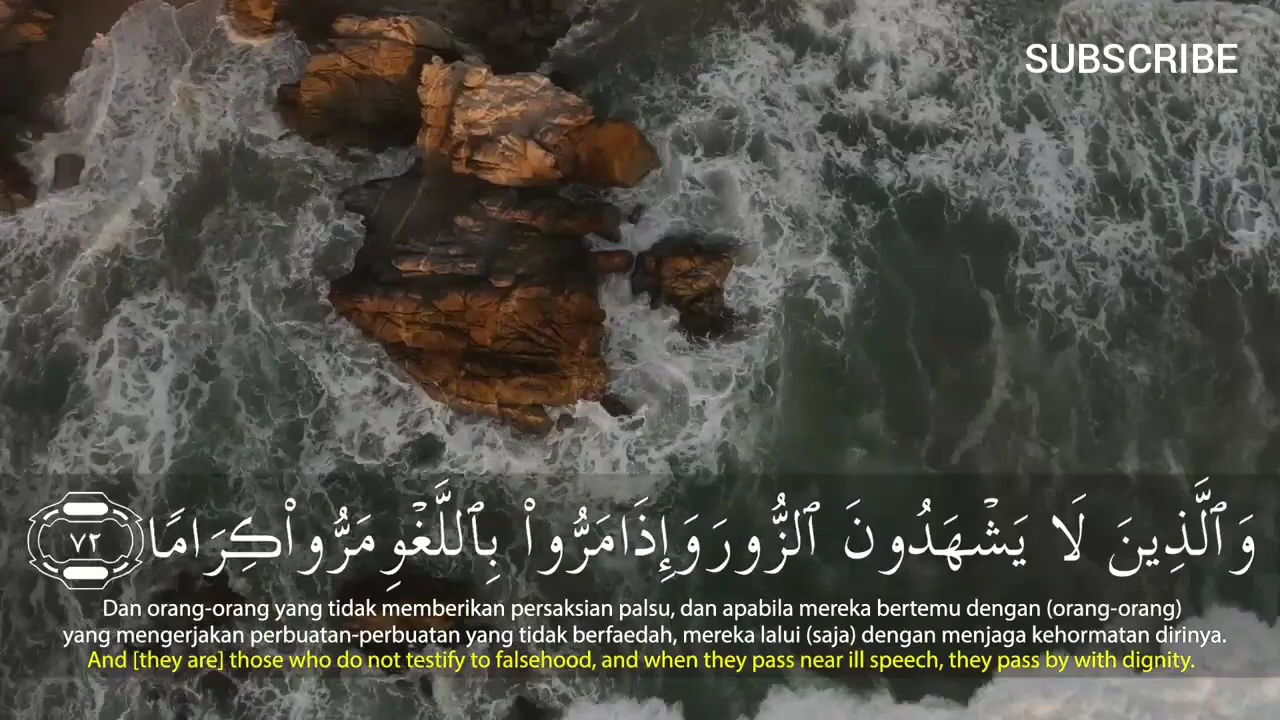 SUBSCRIBE
وَٱلَّذِينَ لَا يَشْهَدُونَ ٱلزُّورَ وَإِذَا مَرُّوا۟ بِٱللَّغْوِ مَرُّوا۟ كِرَامًا ٧٢
Dan orang-orang yang tidak memberikan persaksian palsu, dan apabila mereka bertemu dengan (orang-orang)
yang mengerjakan perbuatan-perbuatan yang tidak berfaedah, mereka lalui (saja) dengan menjaga kehormatan dirinya.
And [they are] those who do not testify to falsehood, and when they pass near ill speech, they pass by with dignity.